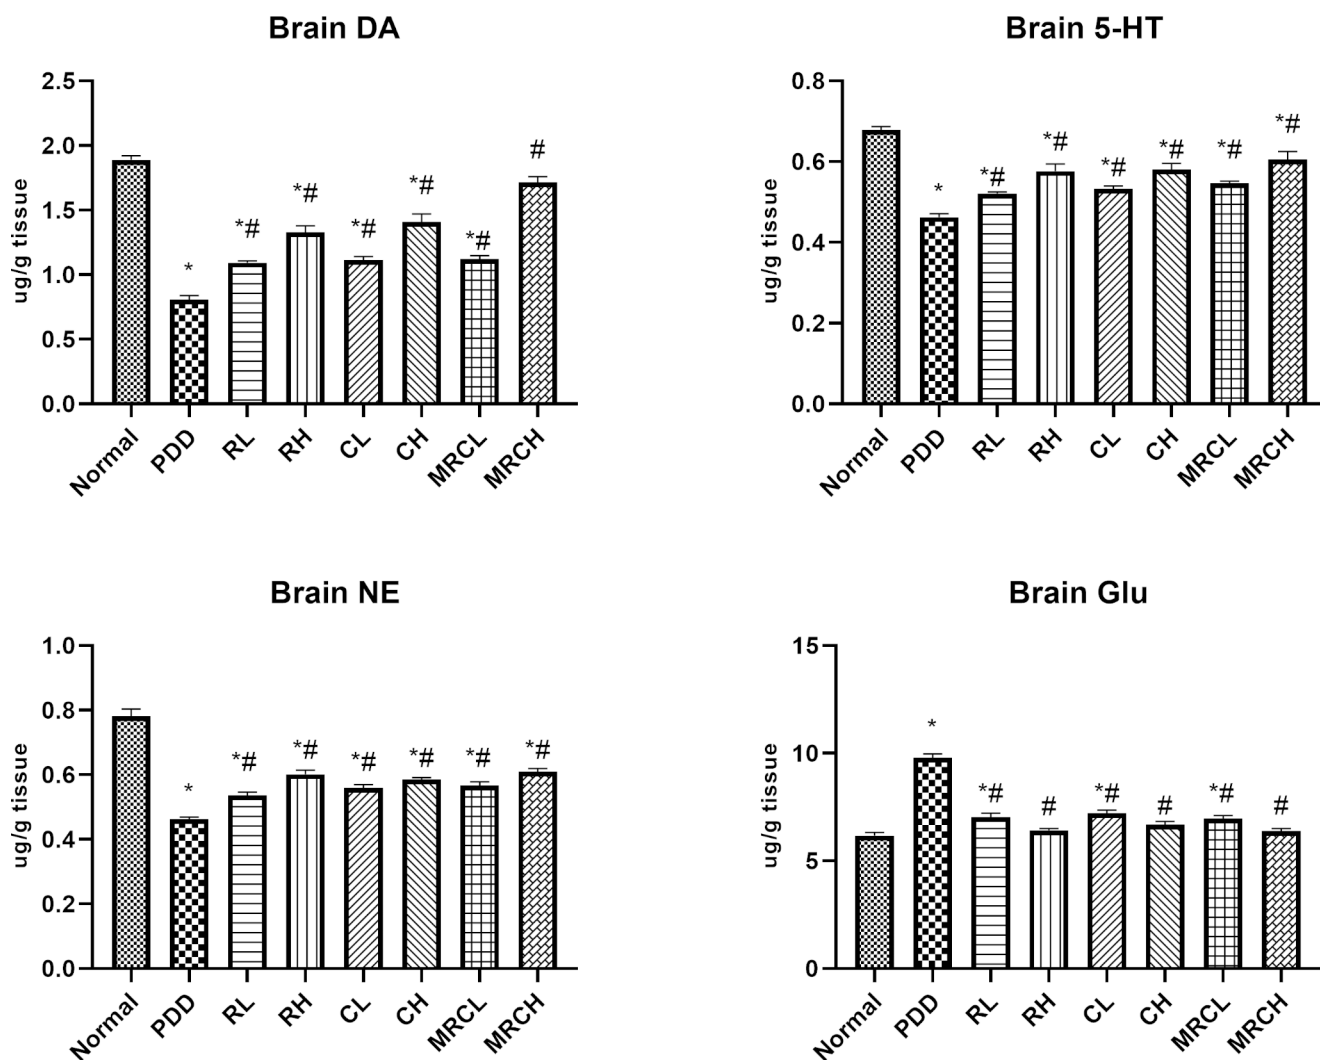 Brain DA
2.5
2.0
1.5
1.0
0.5
0.0
ug/g tissue
*
*#
*#
*#
*#
*#
#
Normal
PDD
RL
RH
CL
CH
MRCL
MRCH
Brain 5-HT
0.8
0.6
0.4
0.2
0.0
ug/g tissue
*
*#
*#
*#
*#
*#
*#
Normal
PDD
RL
RH
CL
CH
MRCL
MRCH
Brain NE
1.0
0.8
0.6
0.4
0.2
0.0
ug/g tissue
*
*#
*#
*#
*#
*#
*#
Normal
PDD
RL
RH
CL
CH
MRCL
MRCH
Brain Glu
15
10
5
0
ug/g tissue
*
*#
#
*#
#
*#
#
Normal
PDD
RL
RH
CL
CH
MRCL
MRCH